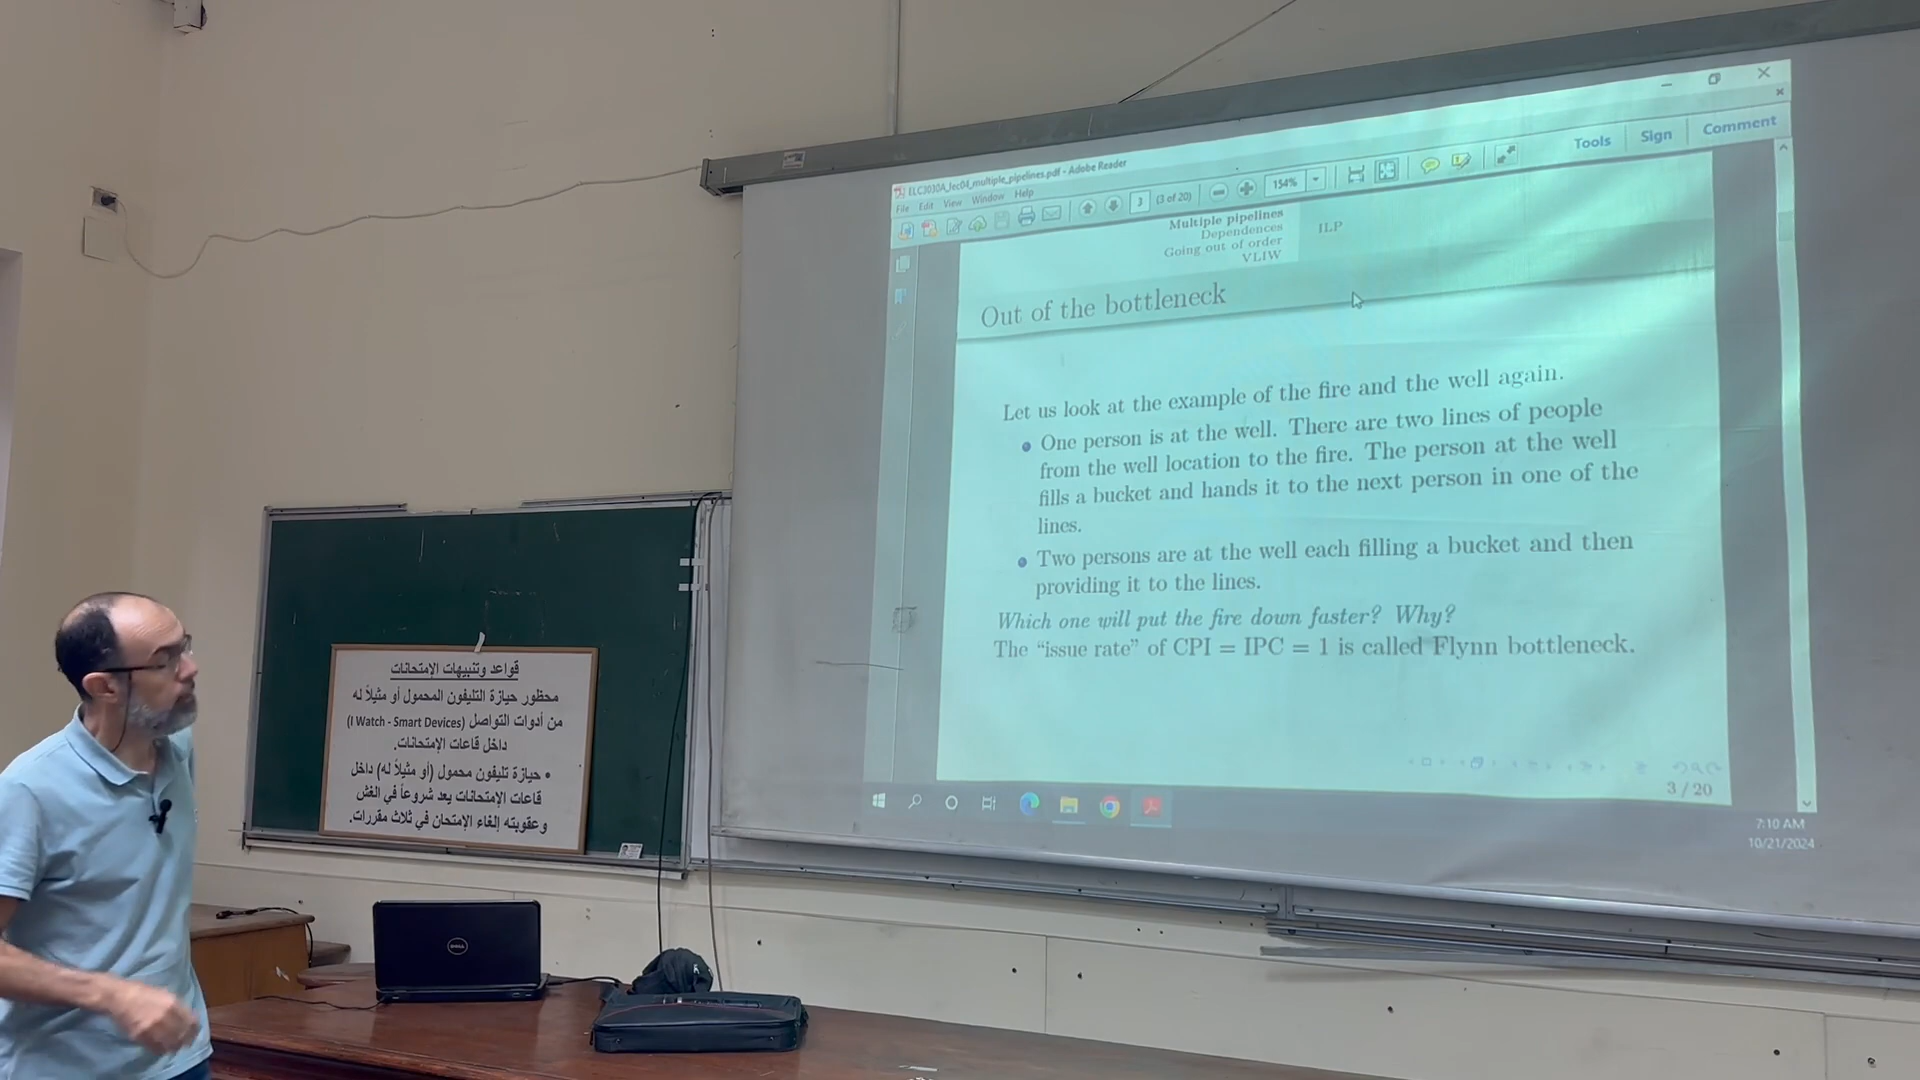 ELC3030A_lec04_multiple_pipelines.pdf - Adobe Reader
File Edit View Window Help
3 (3 of 20) 154% Tools Sign Comment
Multiple pipelines
Dependences
Going out of order
VLIW
ILP
Out of the bottleneck
Let us look at the example of the fire and the well again.
One person is at the well. There are two lines of people
from the well location to the fire. The person at the well
fills a bucket and hands it to the next person in one of the
lines.
Two persons are at the well each filling a bucket and then
providing it to the lines.
Which one will put the fire down faster? Why?
The “issue rate” of CPI = IPC = 1 is called Flynn bottleneck.
3 / 20
7:10 AM
10/21/2024
قواعد وتنبيهات الإمتحانات
محظور حيازة التليفون المحمول أو مثيلاً له
من أدوات التواصل (I Watch - Smart Devices)
داخل قاعات الإمتحانات.
• حيازة تليفون محمول (أو مثيلاً له) داخل
قاعات الإمتحانات يعد شروعاً في الغش
وعقوبته إلغاء الإمتحان في ثلاث مقررات.
DELL